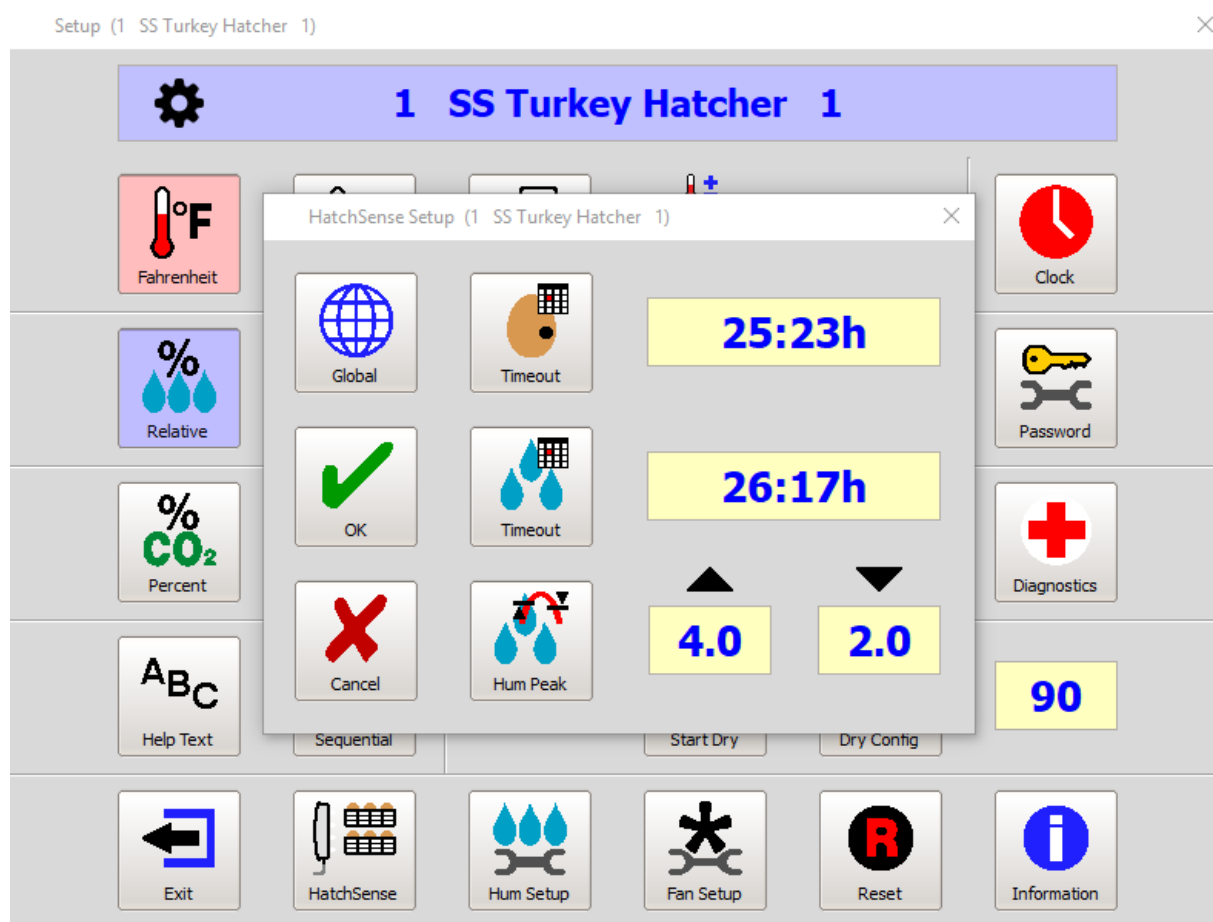 Setup (1 SS Turkey Hatcher 1)
1 SS Turkey Hatcher 1
°F
Fahrenheit
Clock
HatchSense Setup (1 SS Turkey Hatcher 1)
Global
Timeout
25:23h
%
Relative
Password
OK
Timeout
26:17h
%
CO₂
Percent
Diagnostics
Cancel
Hum Peak
4.0
2.0
ABC
Help Text
Sequential
Start Dry
Dry Config
90
Exit
HatchSense
Hum Setup
Fan Setup
R
Reset
i
Information